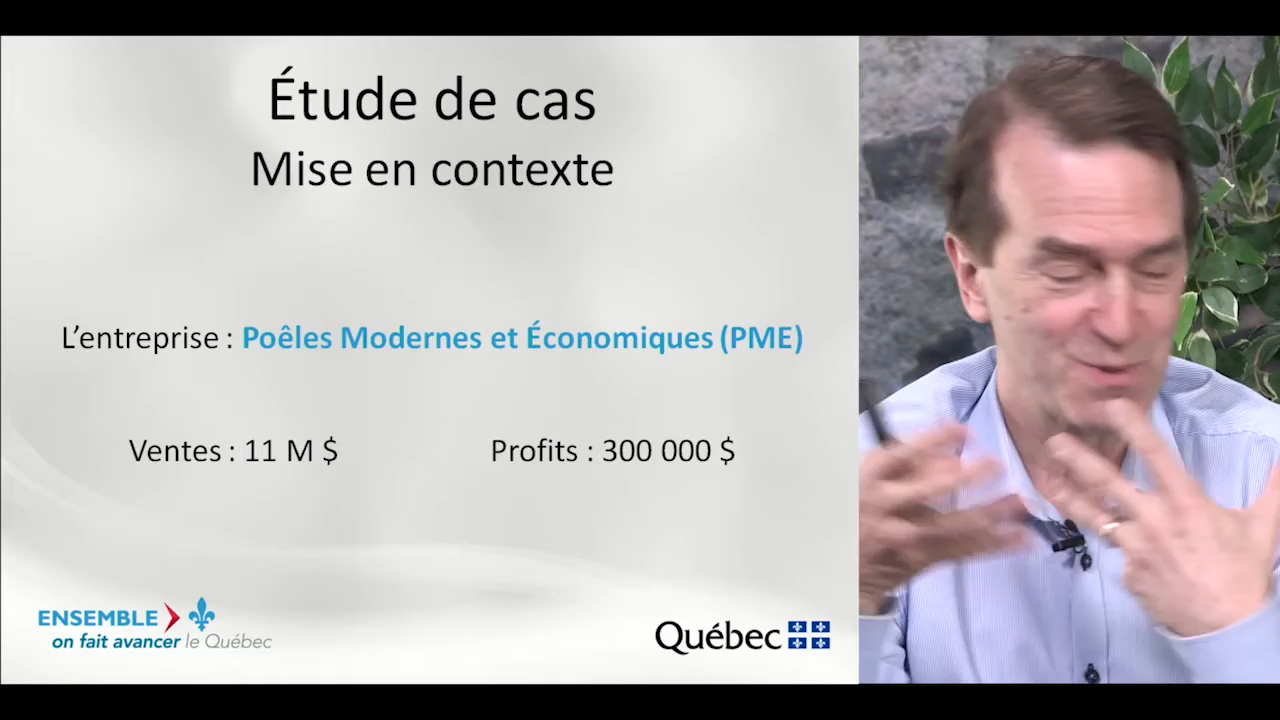 Étude de cas
Mise en contexte
L'entreprise : Poêles Modernes et Économiques (PME)
Ventes : 11 M $
Profits : 300 000 $
ENSEMBLE
on fait avancer le Québec
Québec